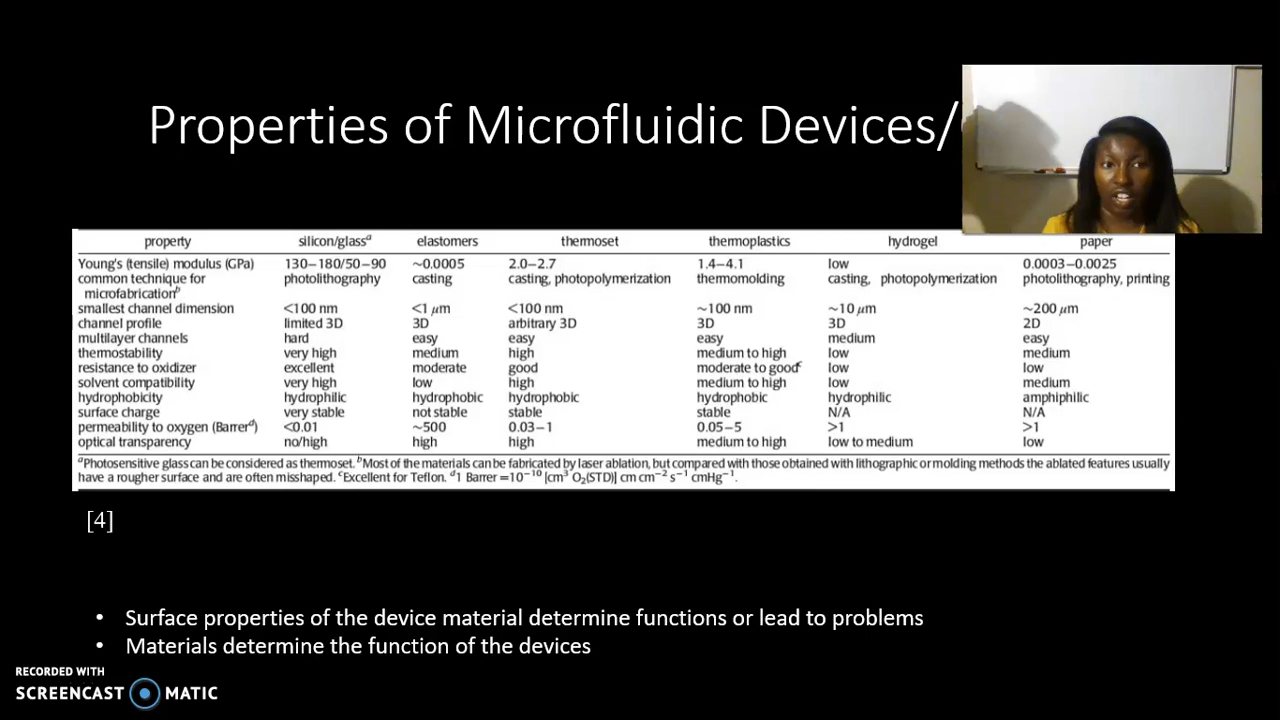 Properties of Microfluidic Devices/
property silicon/glassᵃ elastomers thermoset thermoplastics hydrogel paper
Young's (tensile) modulus (GPa) 130−180/50−90 ~0.0005 2.0−2.7 1.4−4.1 low 0.0003−0.0025
common technique for photolithography casting casting, photopolymerization thermomolding casting, photopolymerization photolithography, printing
microfabricationᵇ
smallest channel dimension <100 nm <1 μm <100 nm ~100 nm ~10 μm ~200 μm
channel profile limited 3D 3D arbitrary 3D 3D 3D 2D
multilayer channels hard easy easy easy medium easy
thermostability very high medium high medium to high low medium
resistance to oxidizer excellent moderate good moderate to goodᶜ low low
solvent compatibility very high low high medium to high low medium
hydrophobicity hydrophilic hydrophobic hydrophobic hydrophobic hydrophilic amphiphilic
surface charge very stable not stable stable stable N/A N/A
permeability to oxygen (Barrerᵈ) <0.01 ~500 0.03−1 0.05−5 >1 >1
optical transparency no/high high high medium to high low to medium low
ᵃPhotosensitive glass can be considered as thermoset. ᵇMost of the materials can be fabricated by laser ablation, but compared with those obtained with lithographic or molding methods the ablated features usually
have a rougher surface and are often misshaped. ᶜExcellent for Teflon. ᵈ1 Barrer = 10⁻¹⁰ [cm³ O₂(STD)] cm cm⁻² s⁻¹ cmHg⁻¹.
[4]
• Surface properties of the device material determine functions or lead to problems
• Materials determine the function of the devices
RECORDED WITH
SCREENCAST MATIC